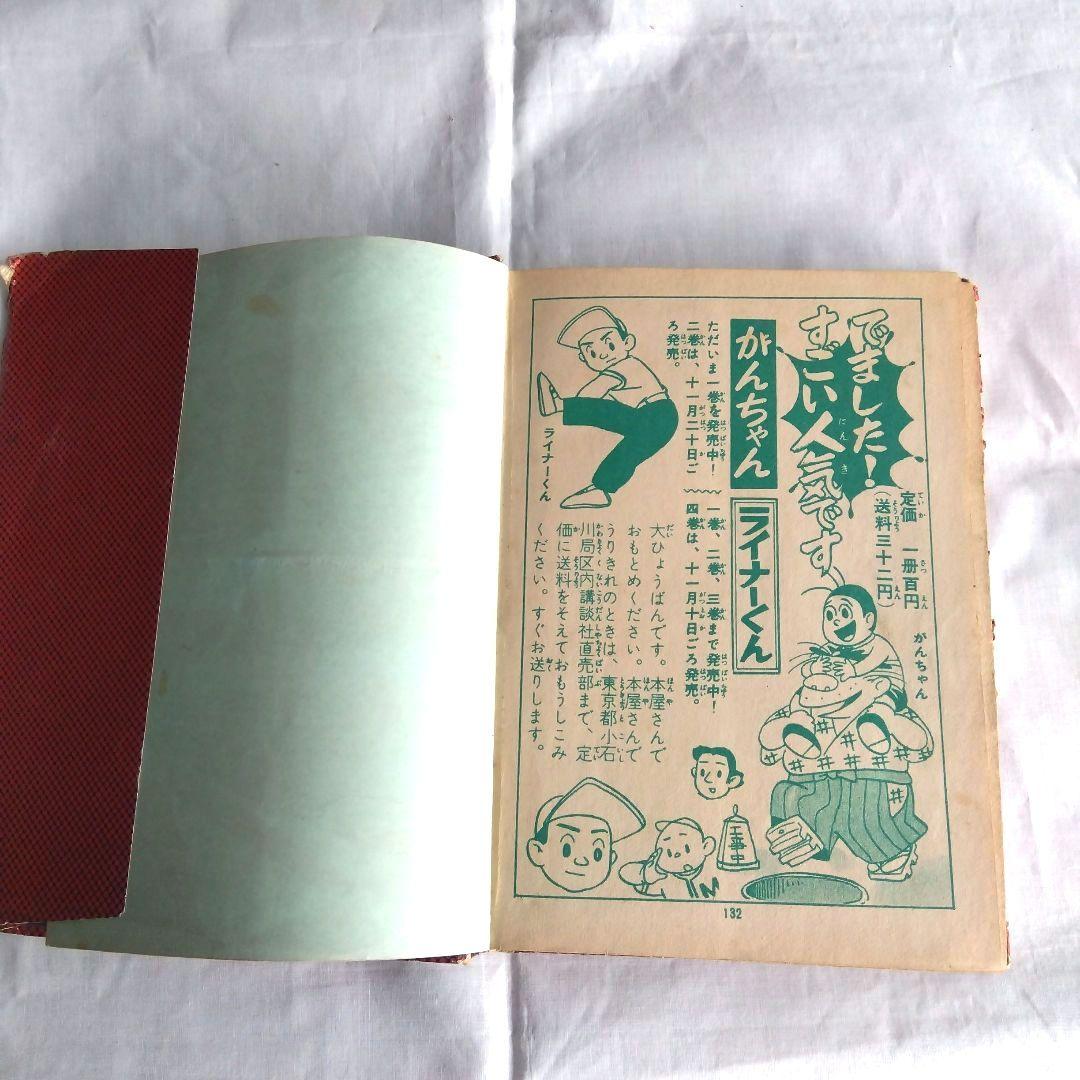 でました！
すごい人気です
定価 一冊百円
（送料三十二円）
がんちゃん
がんちゃん
ただいま一巻を発売中！
二巻は、十一月二十日ご
ろ発売。
ライナーくん
一巻、二巻、三巻まで発売中！
四巻は、十一月十日ごろ発売。
大ひょうばんです。本屋さんで
おもとめください。本屋さんで
うりきれのときは、東京都小石
川局区内講談社直売部まで、定
価に送料をそえておもうしこみ
ください。すぐお送りします。
ライナーくん
工事中
132